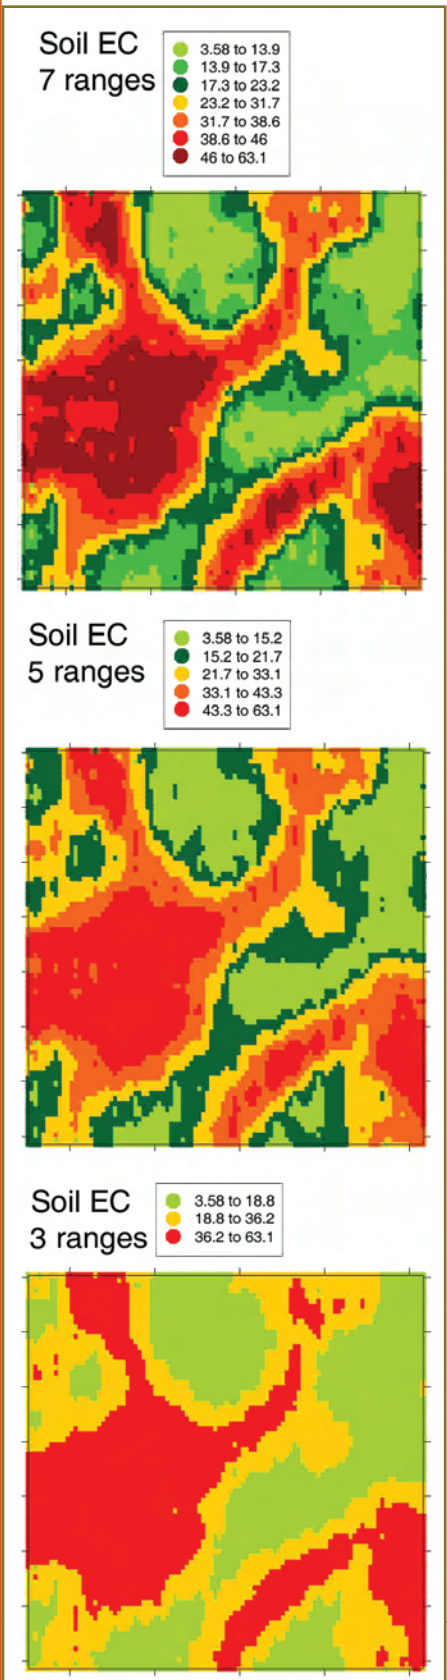 Soil EC
7 ranges
3.58 to 13.9
13.9 to 17.3
17.3 to 23.2
23.2 to 31.7
31.7 to 38.6
38.6 to 46
46 to 63.1
Soil EC
5 ranges
3.58 to 15.2
15.2 to 21.7
21.7 to 33.1
33.1 to 43.3
43.3 to 63.1
Soil EC
3 ranges
3.58 to 18.8
18.8 to 36.2
36.2 to 63.1